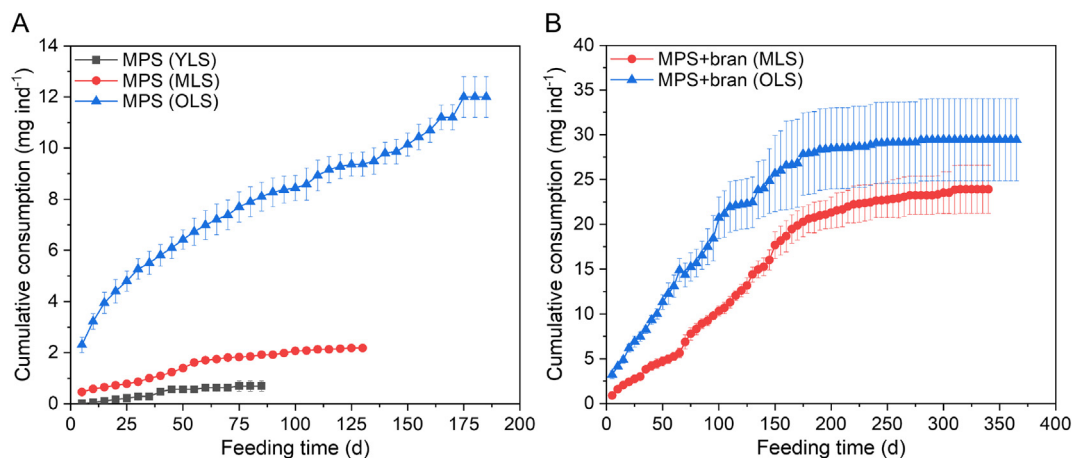 A
14
12
10
8
6
4
2
0
Cumulative consumption (mg ind⁻¹)
MPS (YLS)
MPS (MLS)
MPS (OLS)
0 25 50 75 100 125 150 175 200
Feeding time (d)
B
40
35
30
25
20
15
10
5
0
Cumulative consumption (mg ind⁻¹)
MPS+bran (MLS)
MPS+bran (OLS)
0 50 100 150 200 250 300 350 400
Feeding time (d)